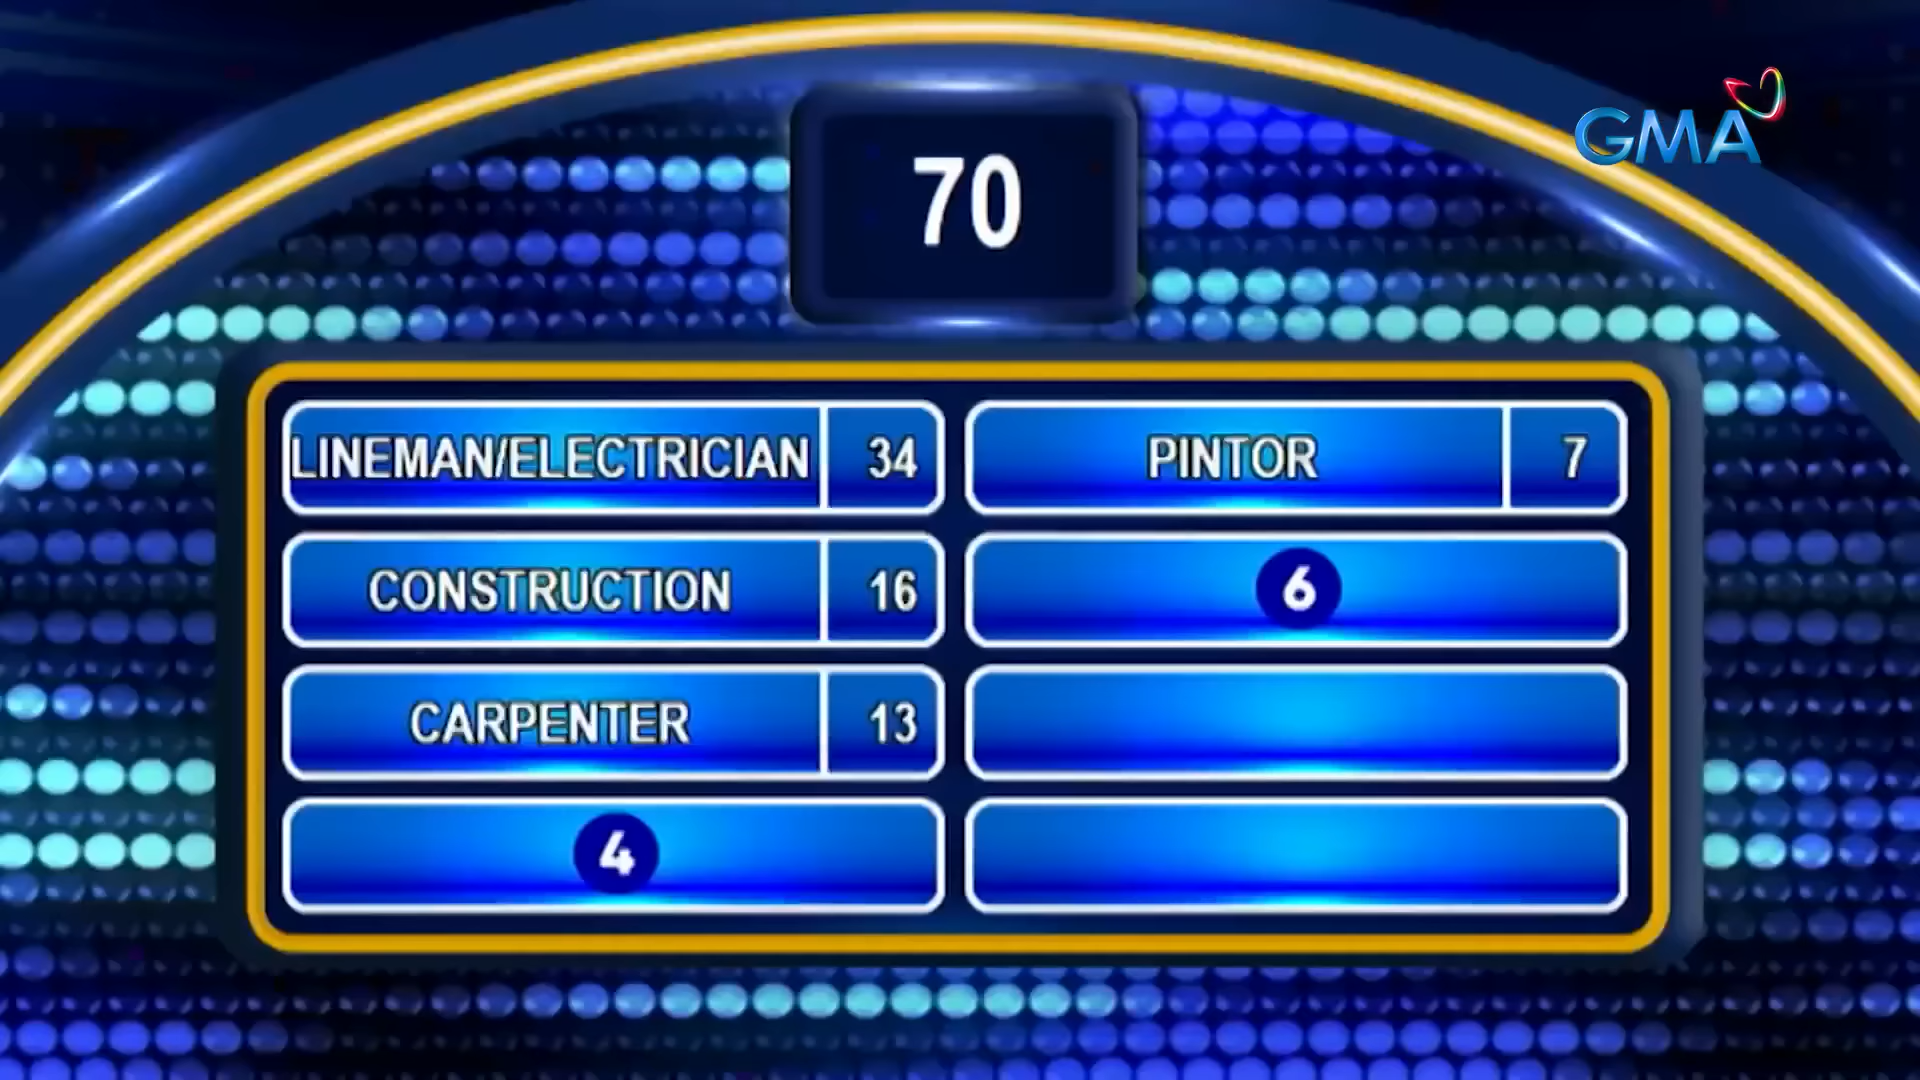 GMA
70
LINEMAN/ELECTRICIAN 34
CONSTRUCTION 16
CARPENTER 13
4
PINTOR 7
6